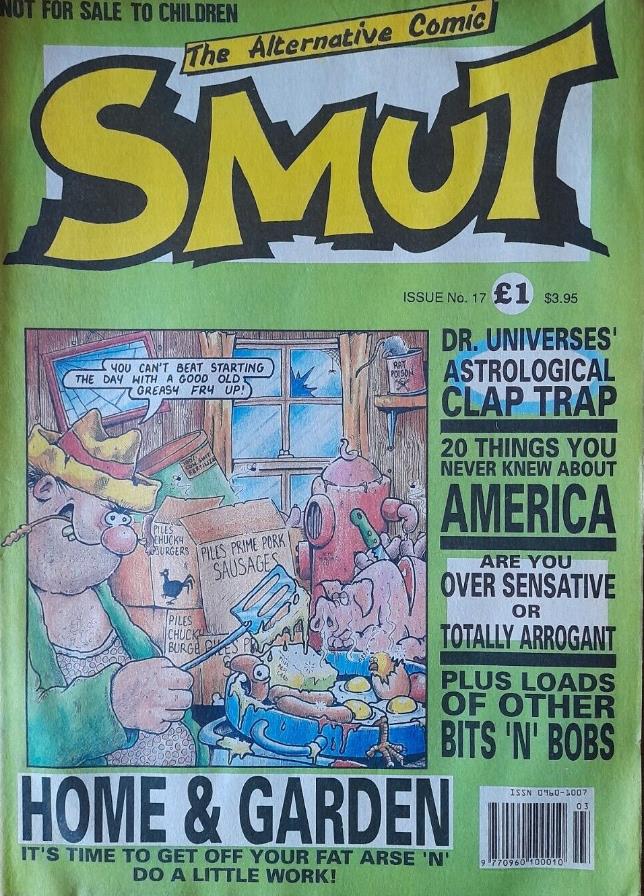 NOT FOR SALE TO CHILDREN
The Alternative Comic
SMUT
ISSUE No. 17 £1 $3.95
YOU CAN'T BEAT STARTING
THE DAY WITH A GOOD OLD
GREASY FRY UP!
RAT
POISON
PILES
CHUCKY
BURGERS
PILES PRIME PORK
SAUSAGES
PILES
CHUCK
BURGE
PILES P
DR. UNIVERSES'
ASTROLOGICAL
CLAP TRAP
20 THINGS YOU
NEVER KNEW ABOUT
AMERICA
ARE YOU
OVER SENSATIVE
OR
TOTALLY ARROGANT
PLUS LOADS
OF OTHER
BITS 'N' BOBS
HOME & GARDEN
IT'S TIME TO GET OFF YOUR FAT ARSE 'N'
DO A LITTLE WORK!
ISSN 0960-1007
03
9 770960 100010